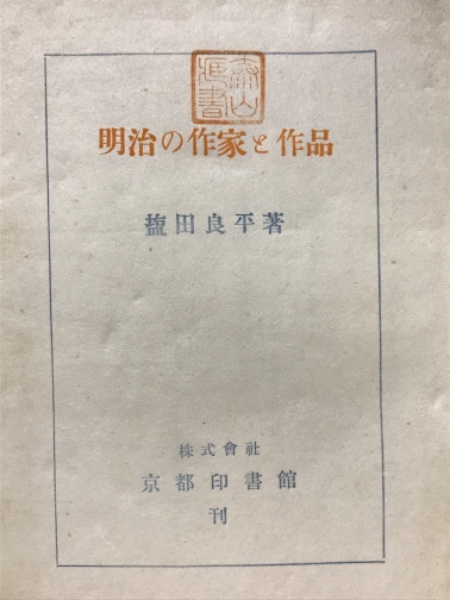 明治の作家と作品
塩田良平著
株式會社
京都印書館
刊